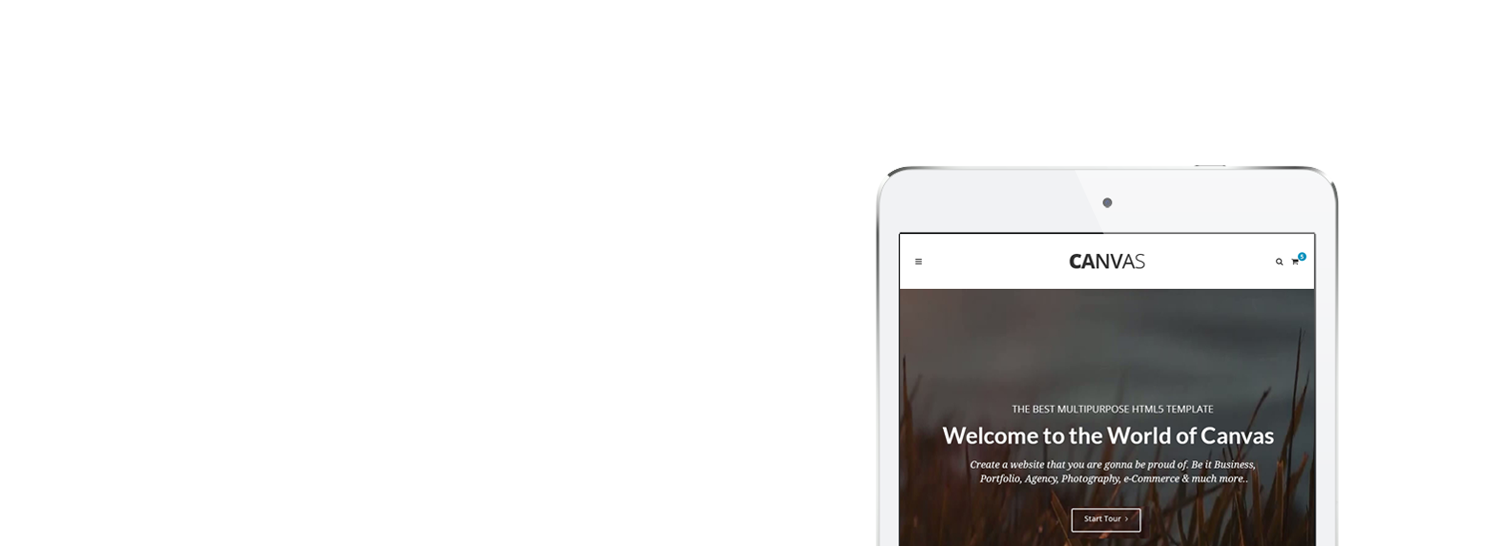 CANVAS
5
THE BEST MULTIPURPOSE HTML5 TEMPLATE
Welcome to the World of Canvas
Create a website that you are gonna be proud of. Be it Business,
Portfolio, Agency, Photography, e-Commerce & much more..
Start Tour >